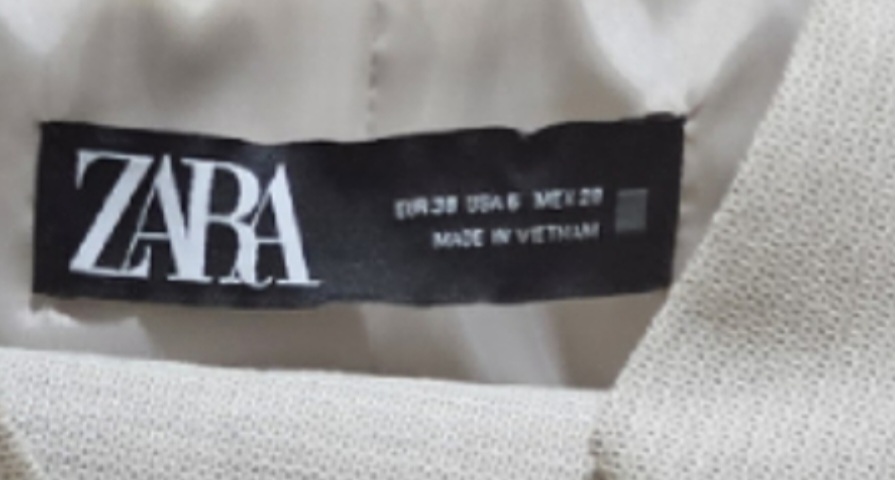 ZARA
EUR 38 USA 6 MEX 28
MADE IN VIETNAM